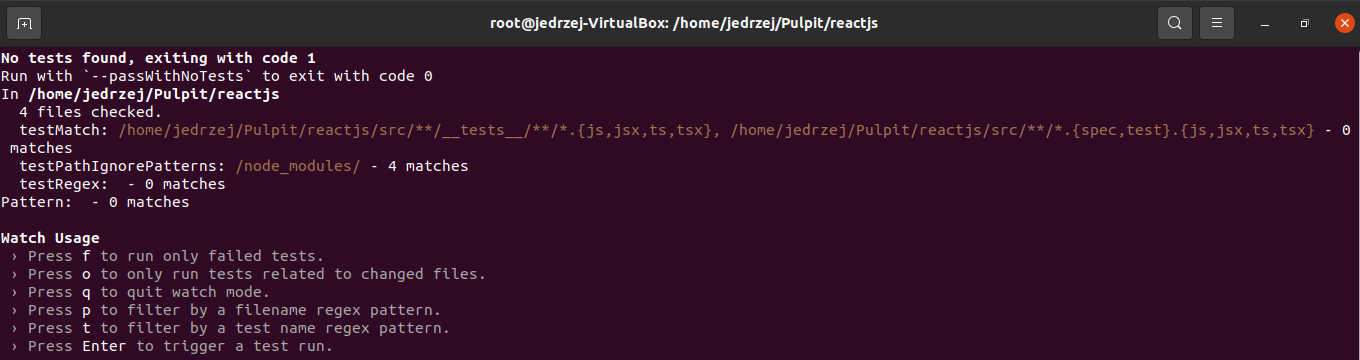 root@jedrzej-VirtualBox: /home/jedrzej/Pulpit/reactjs
No tests found, exiting with code 1
Run with `--passWithNoTests` to exit with code 0
In /home/jedrzej/Pulpit/reactjs
  4 files checked.
  testMatch: /home/jedrzej/Pulpit/reactjs/src/**/__tests__/**/*.{js,jsx,ts,tsx}, /home/jedrzej/Pulpit/reactjs/src/**/*.{spec,test}.{js,jsx,ts,tsx} - 0
 matches
  testPathIgnorePatterns: /node_modules/ - 4 matches
  testRegex:  - 0 matches
Pattern:  - 0 matches
Watch Usage
 › Press f to run only failed tests.
 › Press o to only run tests related to changed files.
 › Press q to quit watch mode.
 › Press p to filter by a filename regex pattern.
 › Press t to filter by a test name regex pattern.
 › Press Enter to trigger a test run.